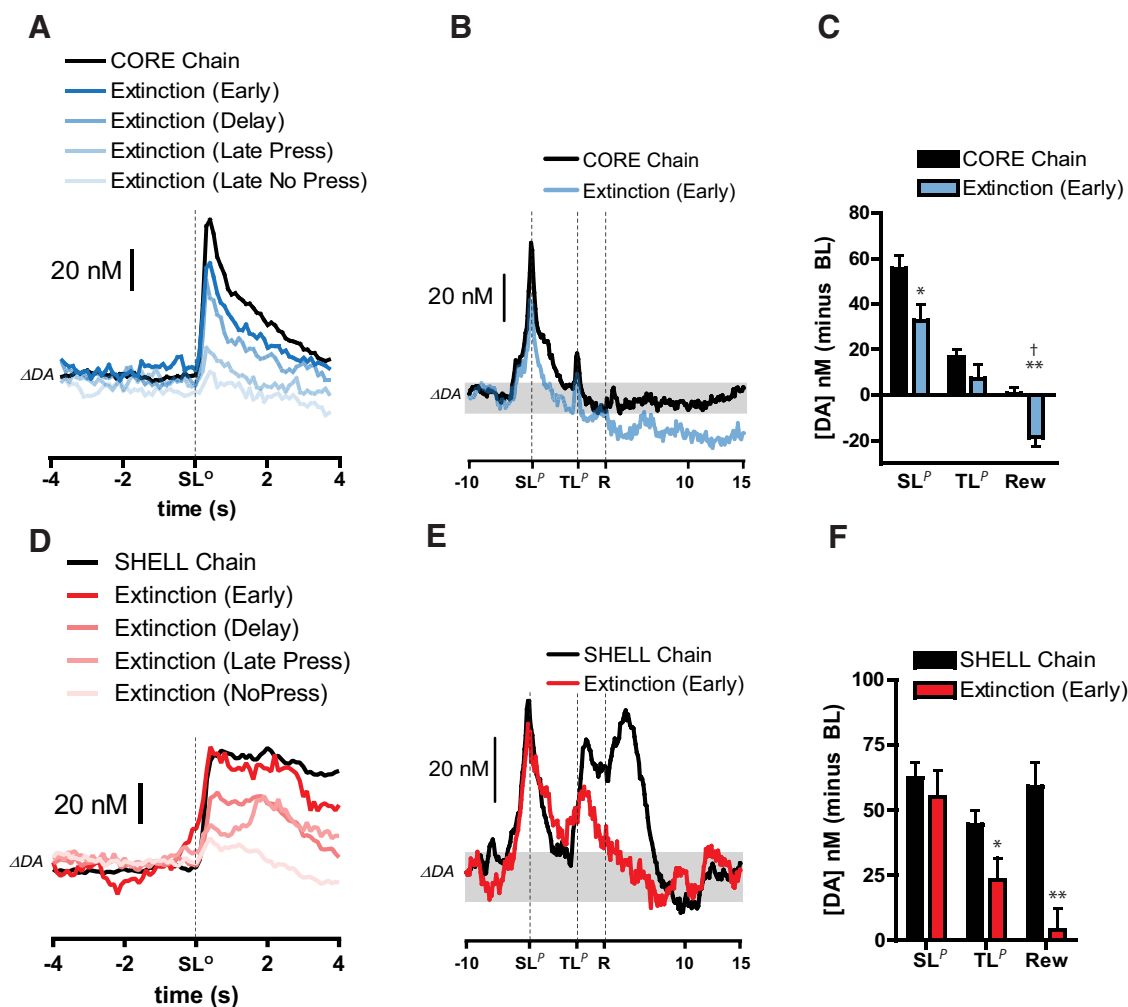 A
CORE Chain
Extinction (Early)
Extinction (Delay)
Extinction (Late Press)
Extinction (Late No Press)
20 nM
ΔDA
-4 -2 SLᴼ 2 4
time (s)
B
CORE Chain
Extinction (Early)
20 nM
ΔDA
-10 SLᴾ TLᴾ R 10 15
C
CORE Chain
Extinction (Early)
[DA] nM (minus BL)
80
60
40
20
0
-20
*
†
**
SLᴾ TLᴾ Rew
D
SHELL Chain
Extinction (Early)
Extinction (Delay)
Extinction (Late Press)
Extinction (NoPress)
20 nM
ΔDA
-4 -2 SLᴼ 2 4
time (s)
E
SHELL Chain
Extinction (Early)
20 nM
ΔDA
-10 SLᴾ TLᴾ R 10 15
F
SHELL Chain
Extinction (Early)
[DA] nM (minus BL)
100
75
50
25
0
*
**
SLᴾ TLᴾ Rew